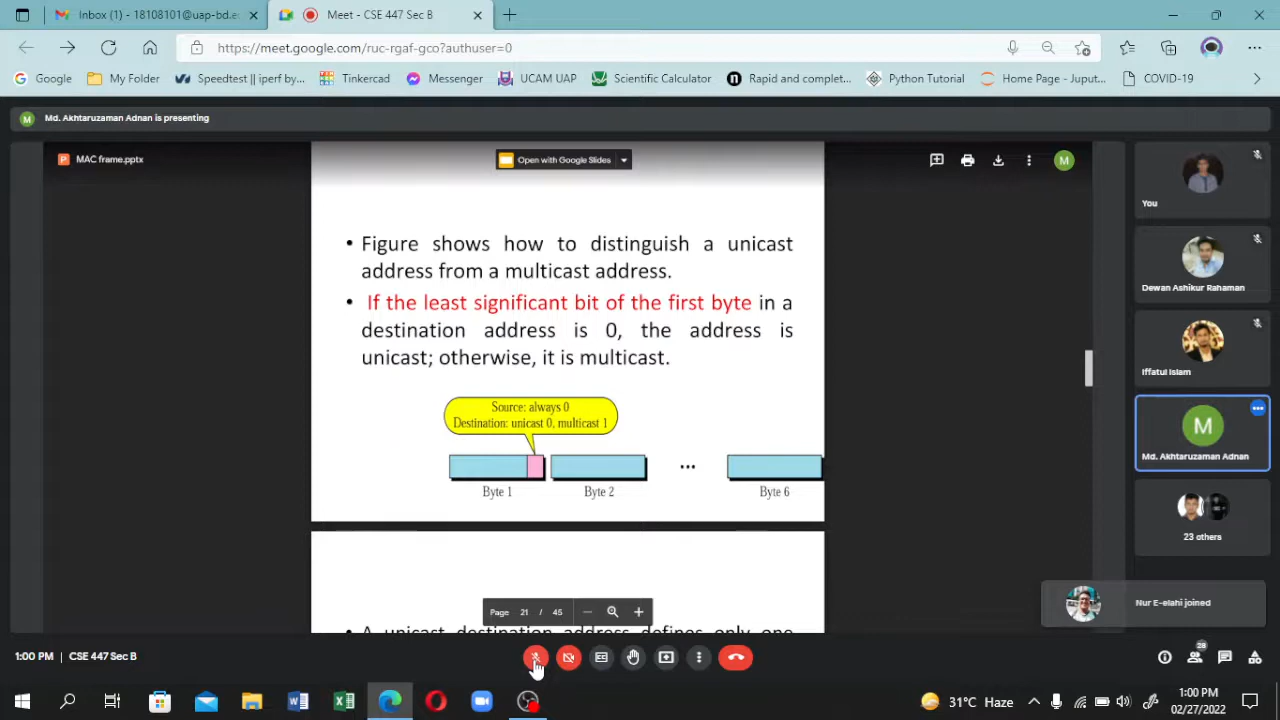 Inbox (1) - 18108101@uap-bd.e
Meet - CSE 447 Sec B
https://meet.google.com/ruc-rgaf-gco?authuser=0
Google
My Folder
Speedtest || iperf by...
Tinkercad
Messenger
UCAM UAP
Scientific Calculator
Rapid and complet...
Python Tutorial
Home Page - Juput...
COVID-19
M
Md. Akhtaruzaman Adnan is presenting
P
MAC frame.pptx
Open with Google Slides
M
• Figure shows how to distinguish a unicast
address from a multicast address.
• If the least significant bit of the first byte in a
destination address is 0, the address is
unicast; otherwise, it is multicast.
Source: always 0
Destination: unicast 0, multicast 1
...
Byte 1
Byte 2
Byte 6
Page 21 / 45
• A unicast destination address defines only one
You
Dewan Ashikur Rahaman
Iffatul Islam
M
Md. Akhtaruzaman Adnan
23 others
Nur E-elahi joined
1:00 PM | CSE 447 Sec B
28
31°C Haze
1:00 PM
02/27/2022